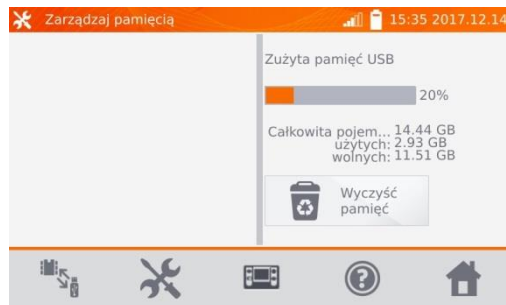 Zarządzaj pamięcią
15:35 2017.12.14
Zużyta pamięć USB
20%
Całkowita pojem... 14.44 GB
użytych: 2.93 GB
wolnych: 11.51 GB
Wyczyść
pamięć
?